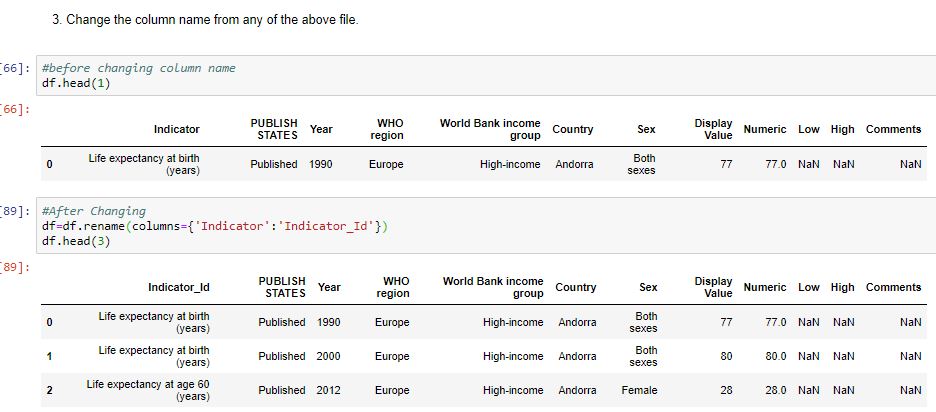 3. Change the column name from any of the above file.
[66]: #before changing column name
df.head(1)
[66]:
Indicator PUBLISH STATES Year WHO region World Bank income group Country Sex Display Value Numeric Low High Comments
0 Life expectancy at birth (years) Published 1990 Europe High-income Andorra Both sexes 77 77.0 NaN NaN NaN
[89]: #After Changing
df=df.rename(columns={'Indicator':'Indicator_Id'})
df.head(3)
[89]:
Indicator_Id PUBLISH STATES Year WHO region World Bank income group Country Sex Display Value Numeric Low High Comments
0 Life expectancy at birth (years) Published 1990 Europe High-income Andorra Both sexes 77 77.0 NaN NaN NaN
1 Life expectancy at birth (years) Published 2000 Europe High-income Andorra Both sexes 80 80.0 NaN NaN NaN
2 Life expectancy at age 60 (years) Published 2012 Europe High-income Andorra Female 28 28.0 NaN NaN NaN